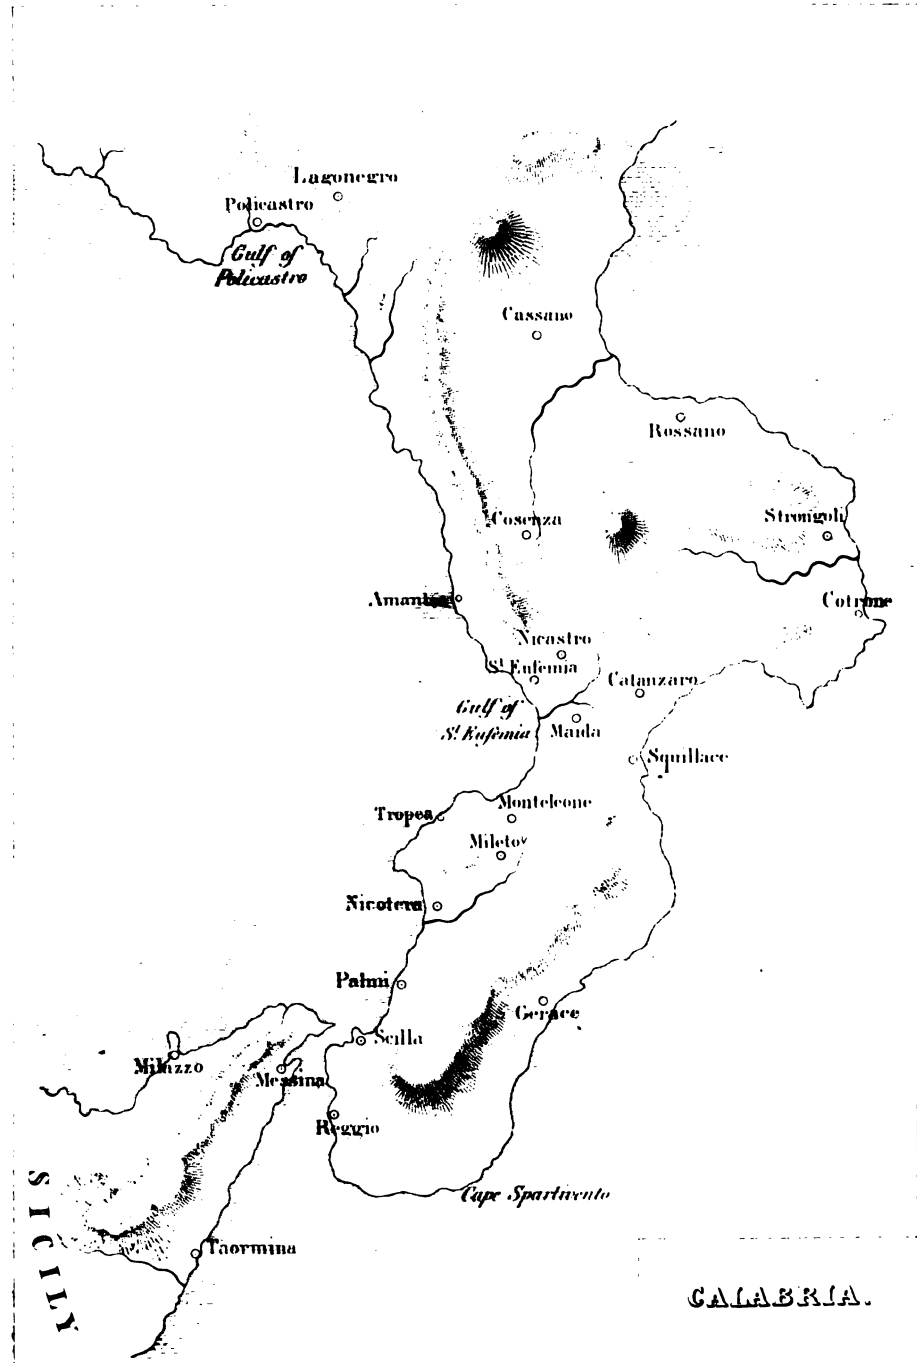 Lagonegro
Policastro
Gulf of
Policastro
Cassano
Rossano
Cosenza
Strongoli
Amantea
Cotrone
Nicastro
St Eufemia
Catanzaro
Gulf of
St Eufemia
Maida
Squillace
Tropea
Monteleone
Mileto
Nicotera
Palmi
Gerace
Scilla
Milazzo
Messina
Reggio
Cape Spartivento
SICILY
Taormina
CALABRIA.